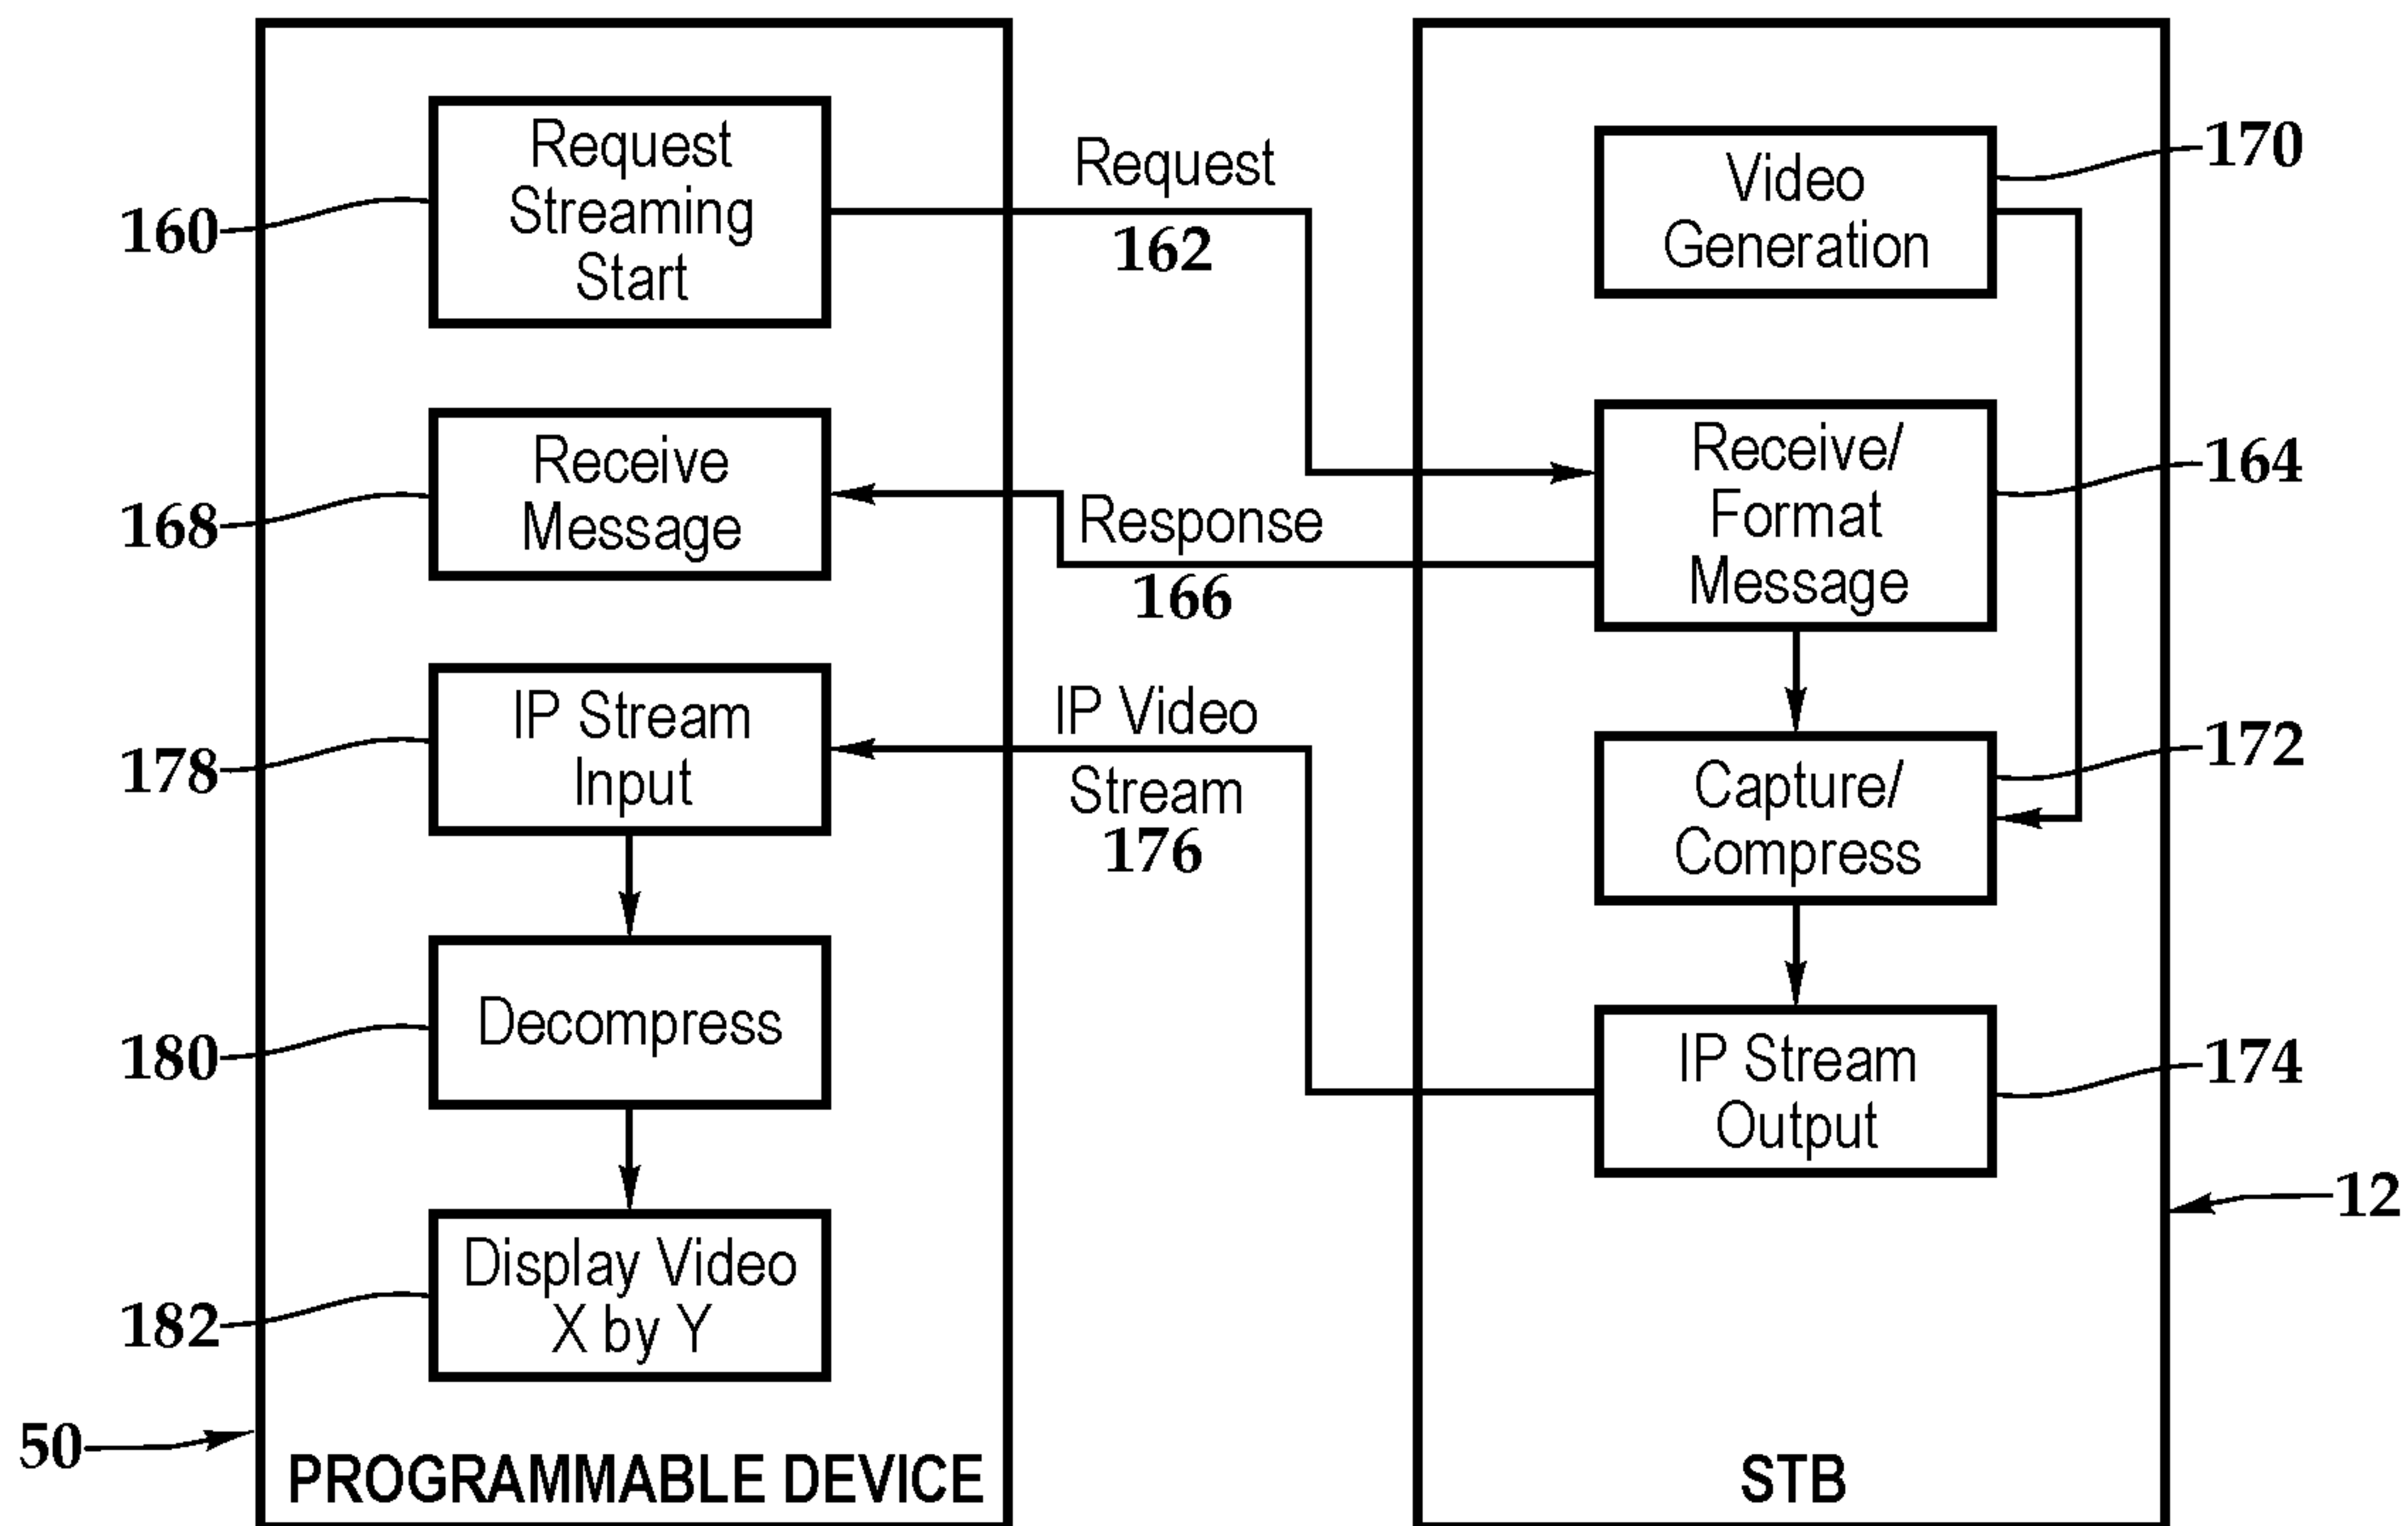 Request
Streaming
Start
160
Request
162
Video
Generation
170
Receive
Message
168
Response
166
Receive/
Format
Message
164
IP Stream
Input
178
IP Video
Stream
176
Capture/
Compress
172
Decompress
180
IP Stream
Output
174
Display Video
X by Y
182
12
50
PROGRAMMABLE DEVICE
STB